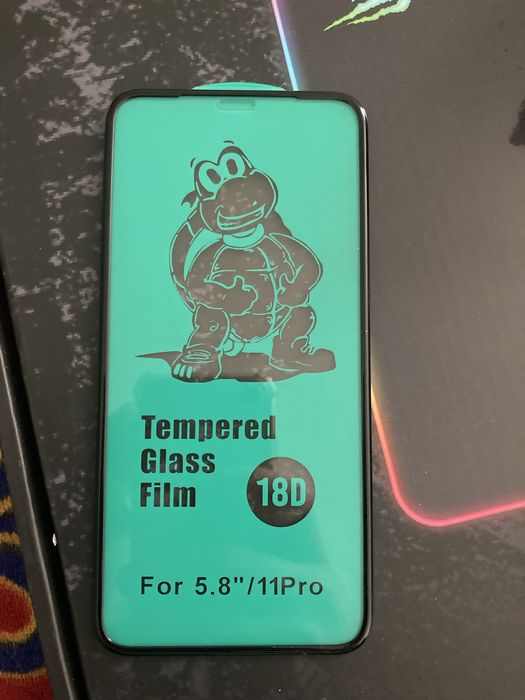 Tempered
Glass
Film
18D
For 5.8"/11Pro